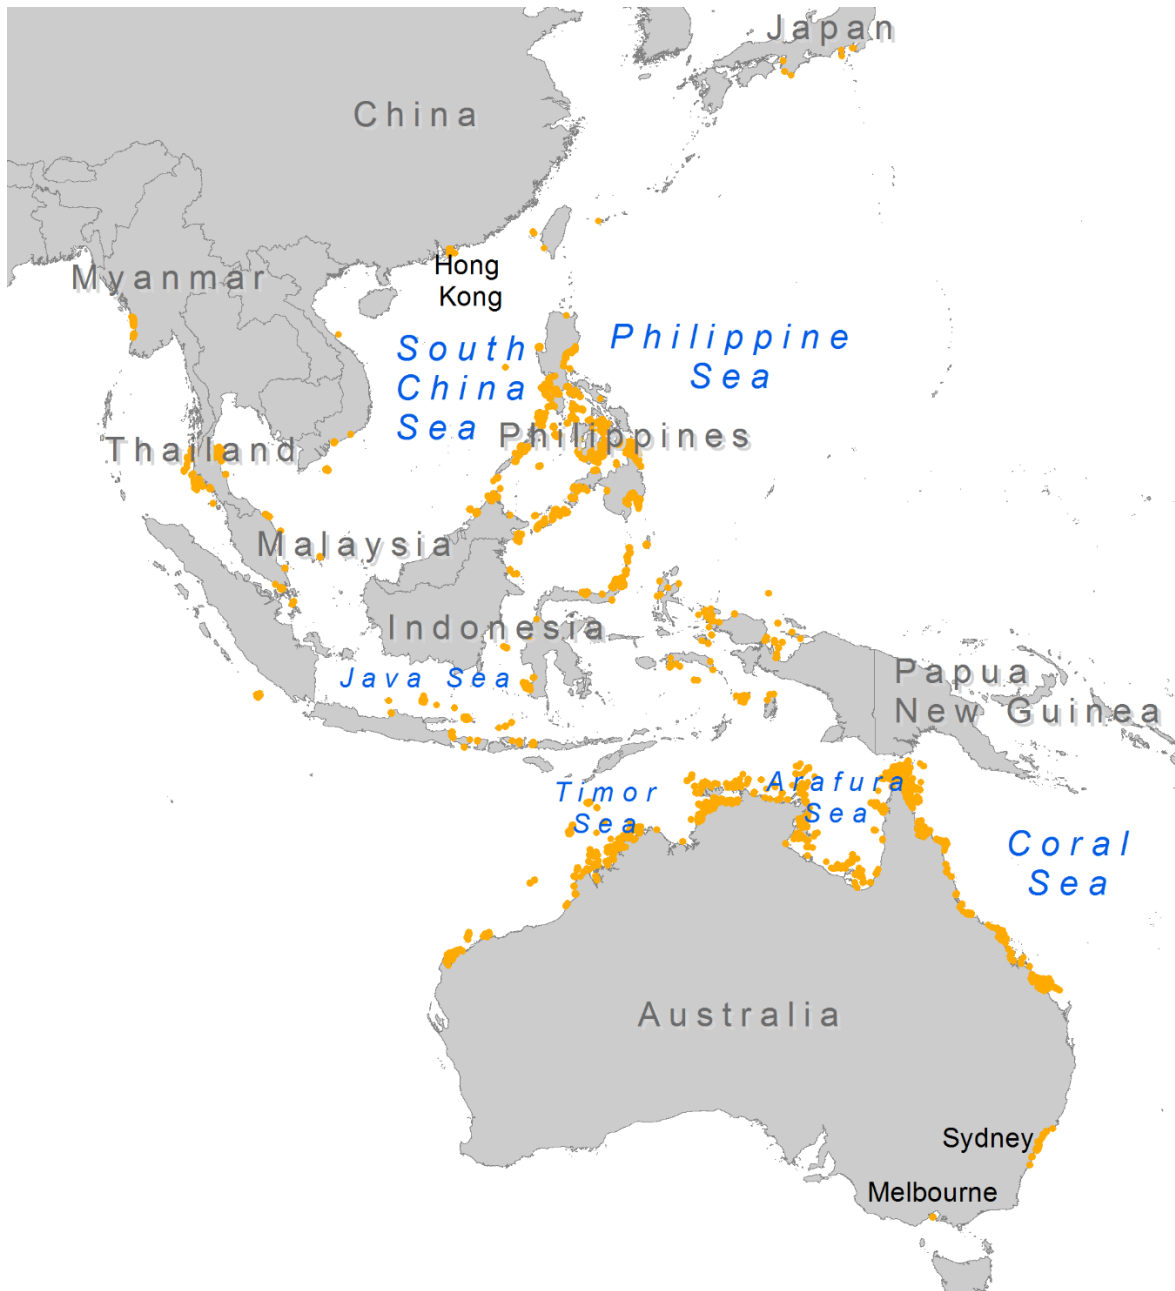 Japan
China
Hong
Kong
Myanmar
South
China
Sea
Philippine
Sea
Thailand
Philippines
Malaysia
Indonesia
Java Sea
Papua
New Guinea
Timor
Sea
Arafura
Sea
Coral
Sea
Australia
Sydney
Melbourne